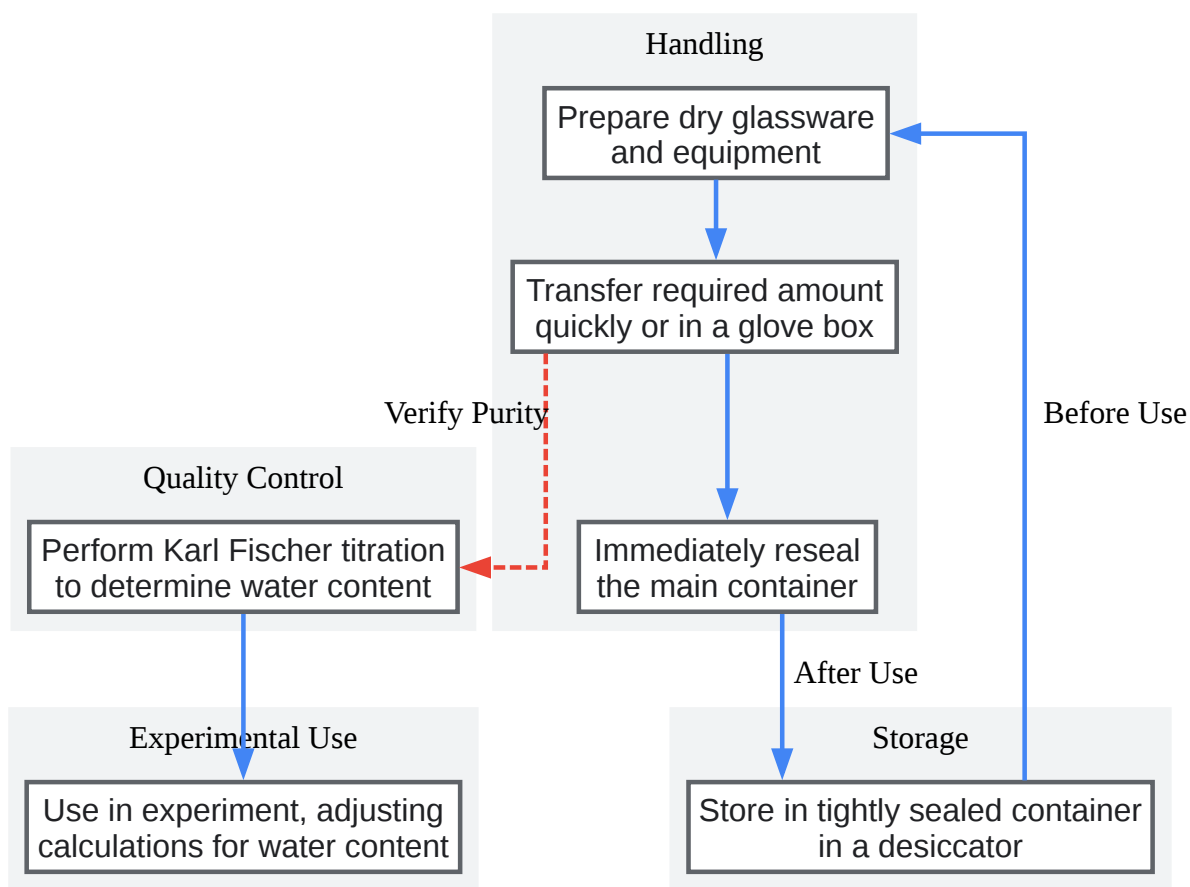 Handling
Prepare dry glassware
and equipment
Transfer required amount
quickly or in a glove box
Verify Purity
Before Use
Quality Control
Perform Karl Fischer titration
to determine water content
Immediately reseal
the main container
After Use
Experimental Use
Storage
Use in experiment, adjusting
calculations for water content
Store in tightly sealed container
in a desiccator